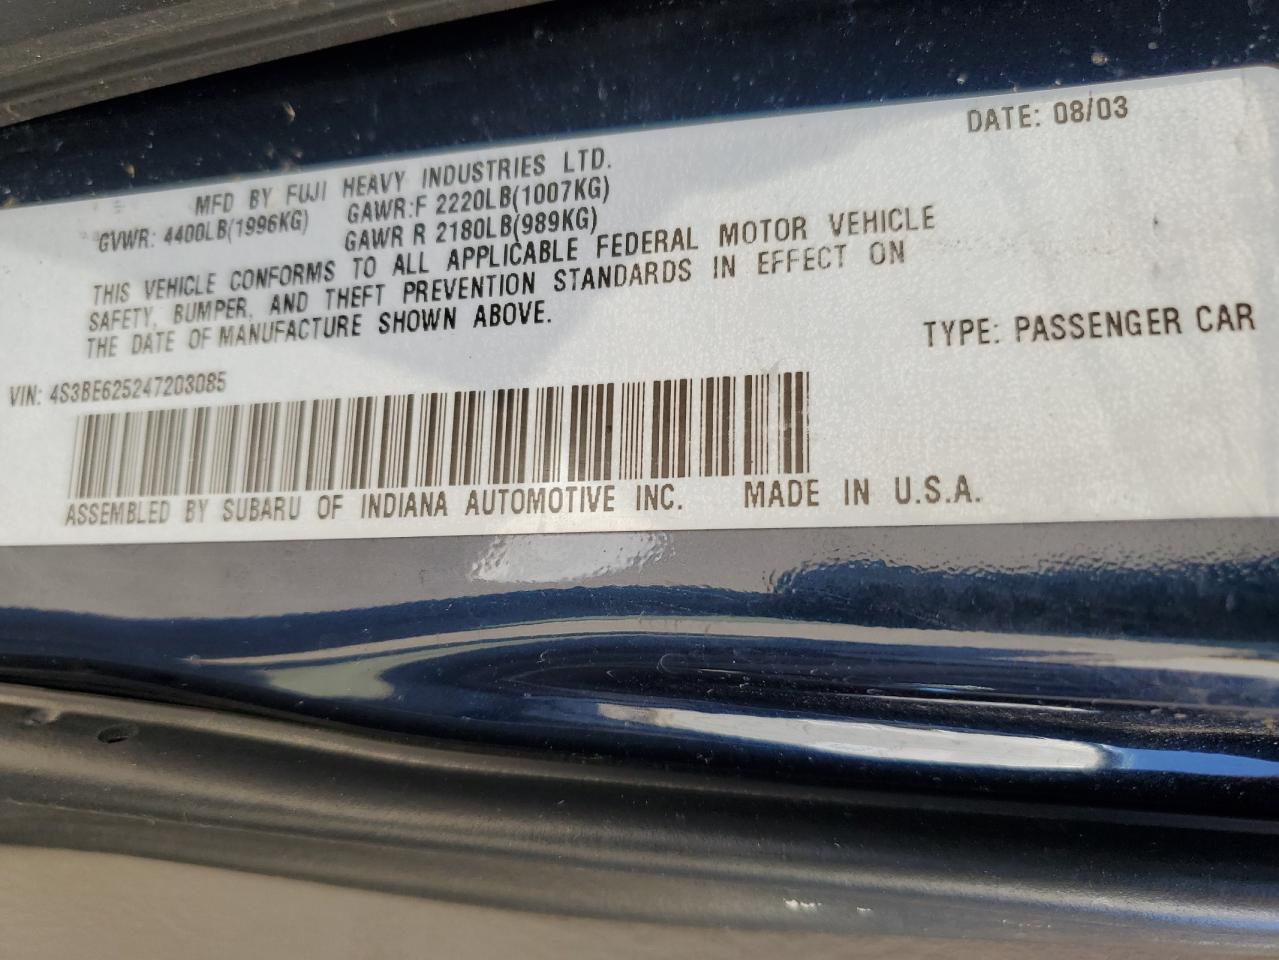 DATE: 08/03
MFD BY FUJI HEAVY INDUSTRIES LTD.
GVWR: 4400LB(1996KG) GAWR:F 2220LB(1007KG)
GAWR R 2180LB(989KG)
THIS VEHICLE CONFORMS TO ALL APPLICABLE FEDERAL MOTOR VEHICLE
SAFETY, BUMPER, AND THEFT PREVENTION STANDARDS IN EFFECT ON
THE DATE OF MANUFACTURE SHOWN ABOVE.
TYPE: PASSENGER CAR
VIN: 4S3BE625247203085
ASSEMBLED BY SUBARU OF INDIANA AUTOMOTIVE INC. MADE IN U.S.A.